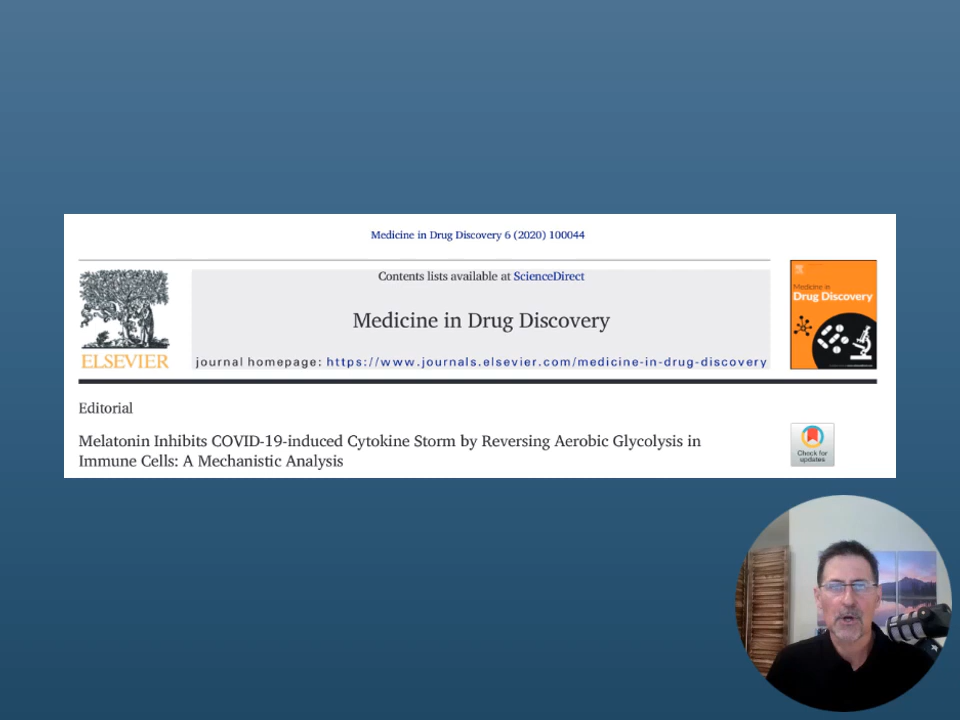 Medicine in Drug Discovery 6 (2020) 100044
Contents lists available at ScienceDirect
Medicine in Drug Discovery
journal homepage: https://www.journals.elsevier.com/medicine-in-drug-discovery
ELSEVIER
Medicine in
Drug Discovery
Editorial
Melatonin Inhibits COVID-19-induced Cytokine Storm by Reversing Aerobic Glycolysis in
Immune Cells: A Mechanistic Analysis
Check for
updates